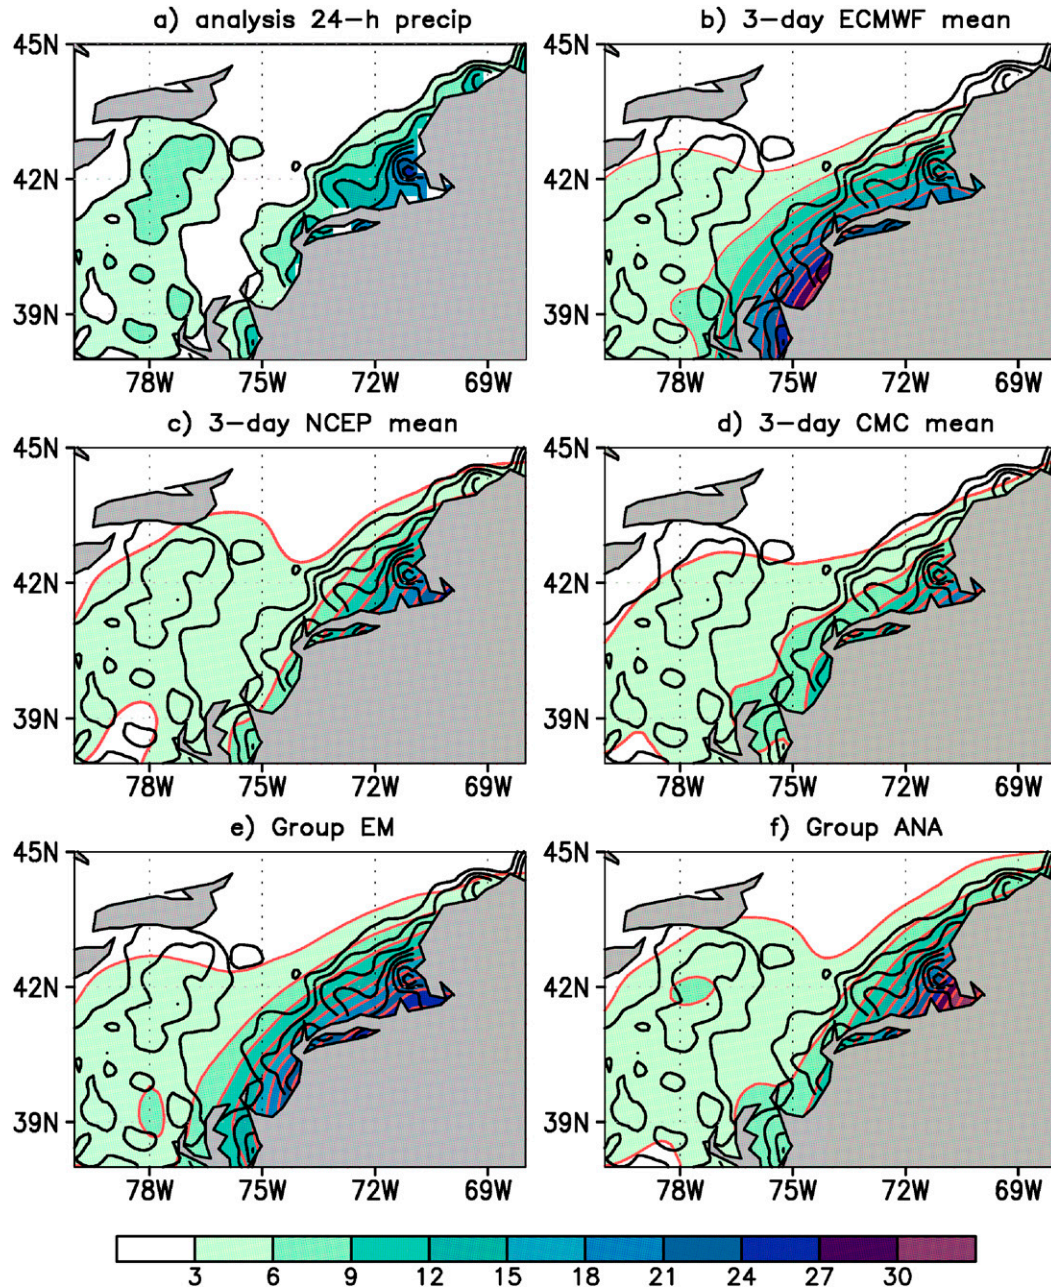 a) analysis 24-h precip
b) 3-day ECMWF mean
45N
42N
39N
78W 75W 72W 69W
45N
42N
39N
78W 75W 72W 69W
c) 3-day NCEP mean
d) 3-day CMC mean
45N
42N
39N
78W 75W 72W 69W
45N
42N
39N
78W 75W 72W 69W
e) Group EM
f) Group ANA
45N
42N
39N
78W 75W 72W 69W
45N
42N
39N
78W 75W 72W 69W
3 6 9 12 15 18 21 24 27 30